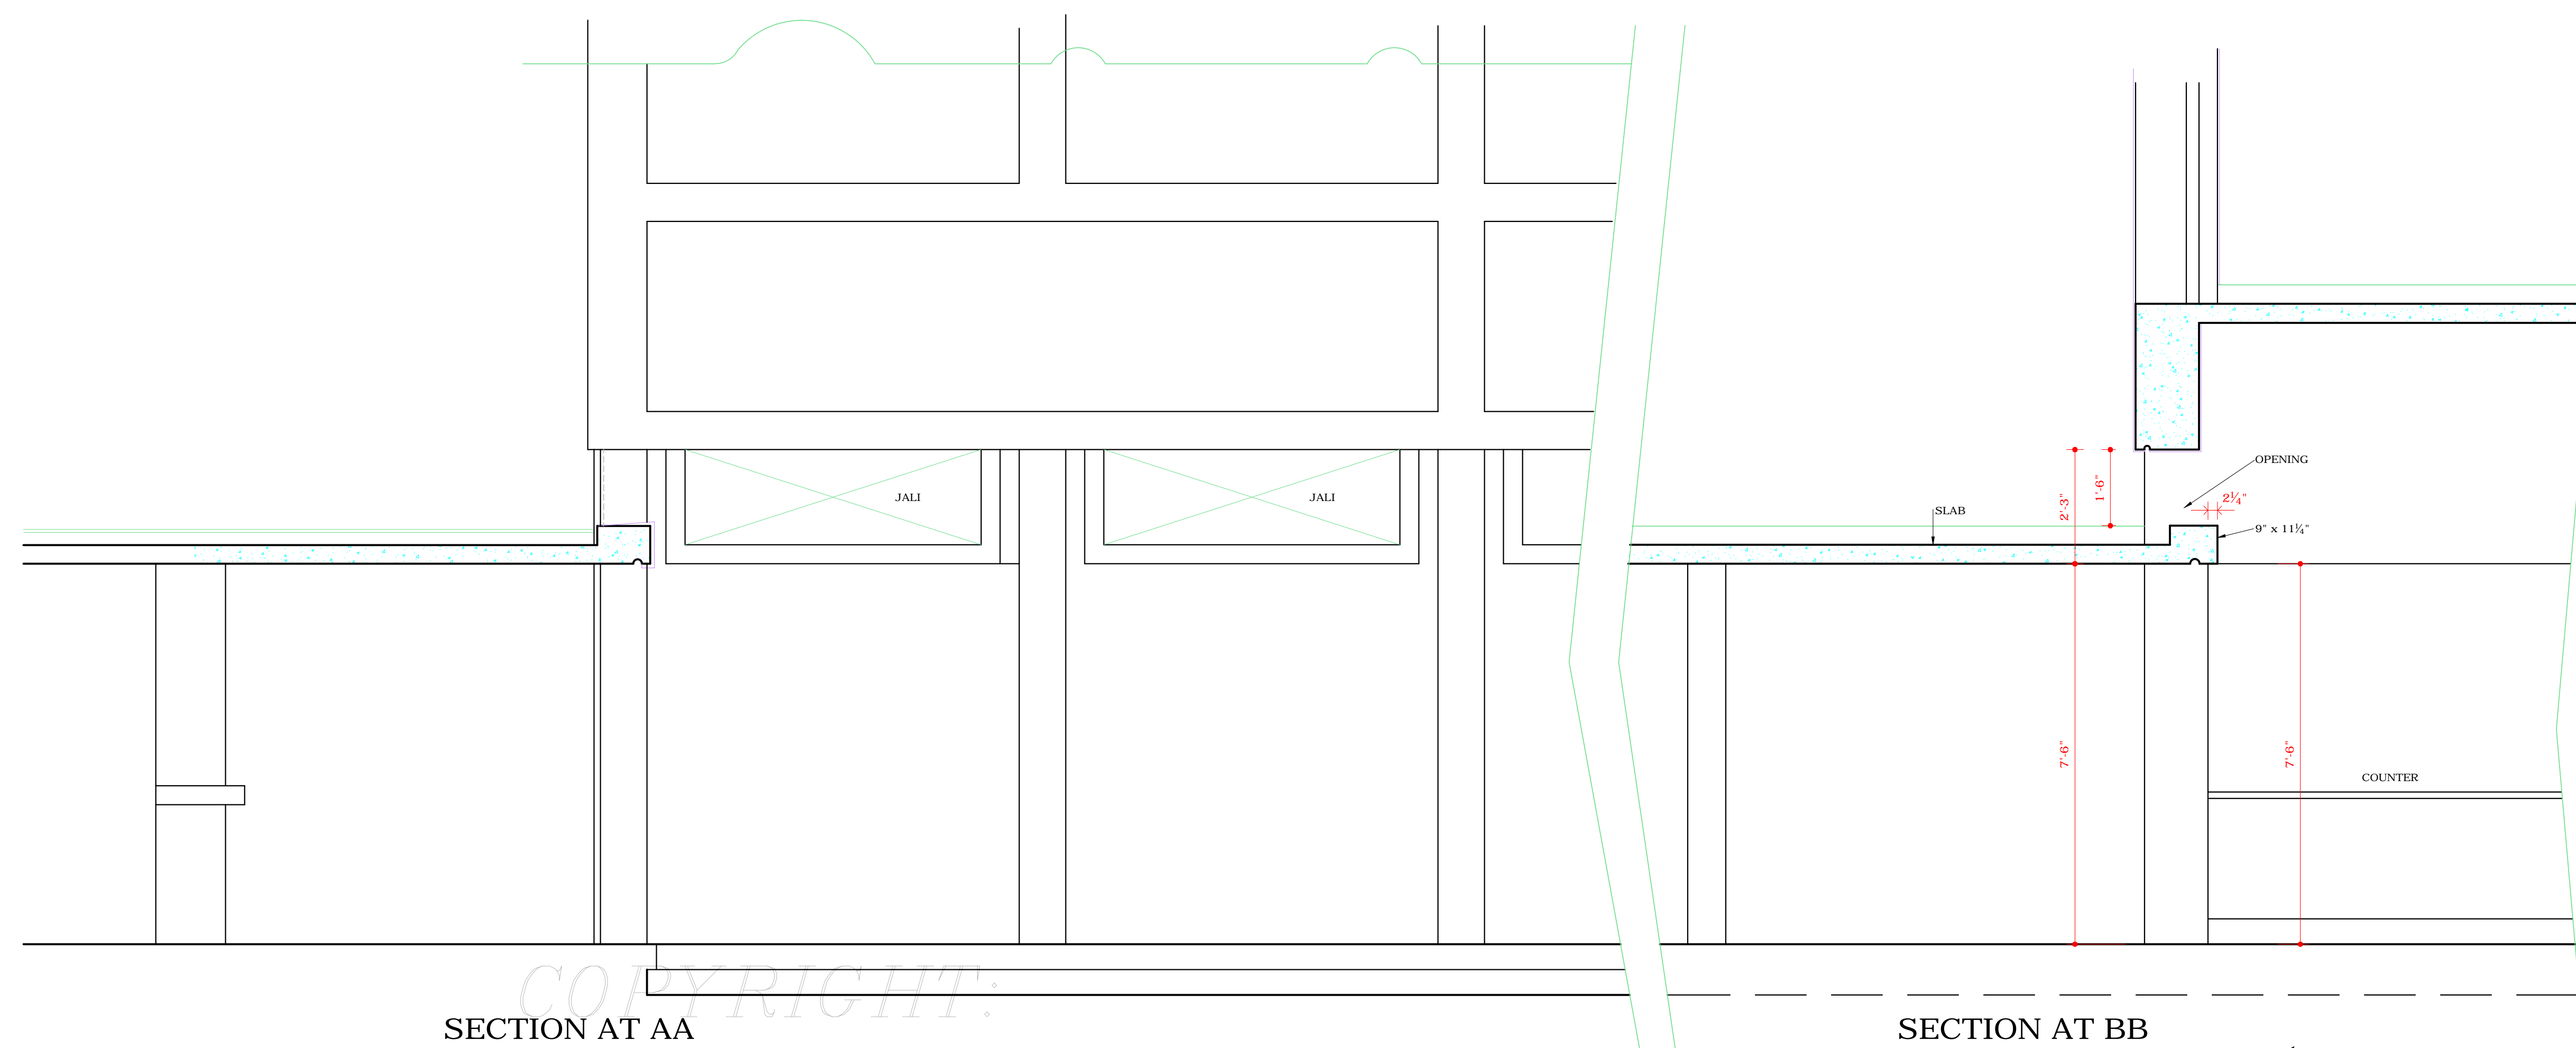 OPENING
2¼"
JALI
JALI
2'-3"
1'-6"
SLAB
9" x 11¼"
7'-6"
7'-6"
COUNTER
COPYRIGHT:
SECTION AT AA
SECTION AT BB